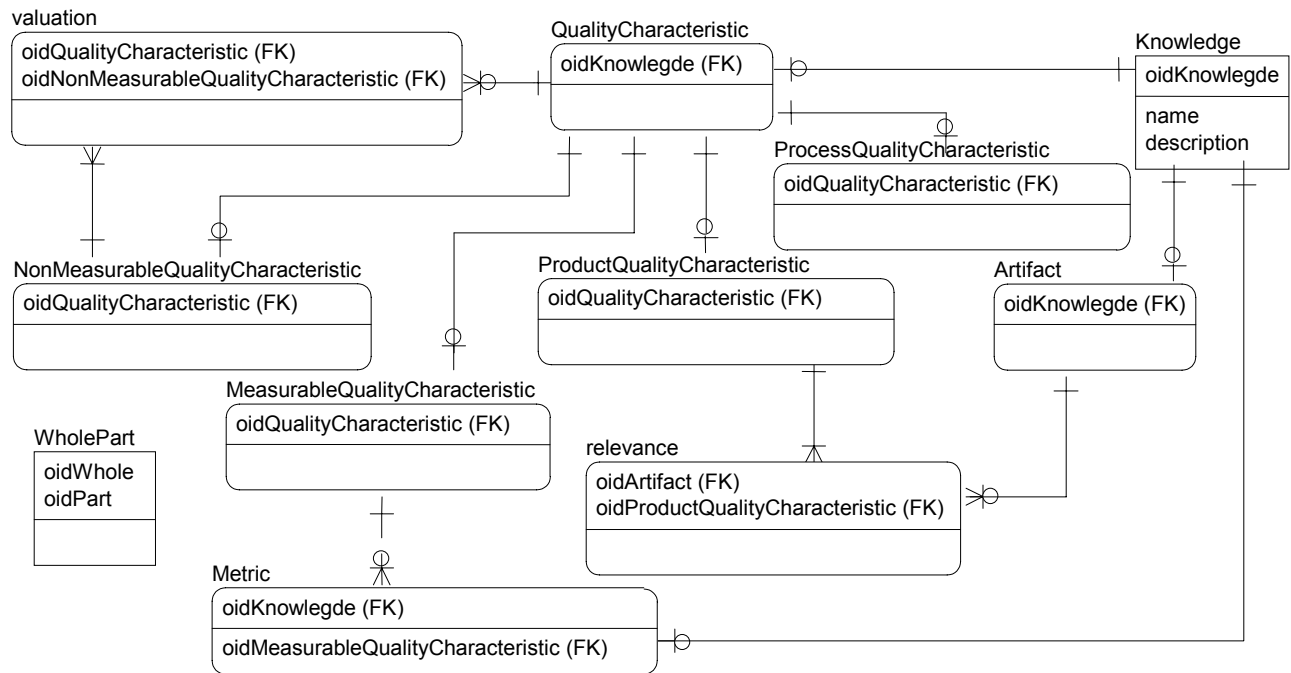 valuation
oidQualityCharacteristic (FK)
oidNonMeasurableQualityCharacteristic (FK)
QualityCharacteristic
oidKnowlegde (FK)
Knowledge
oidKnowlegde
name
description
ProcessQualityCharacteristic
oidQualityCharacteristic (FK)
NonMeasurableQualityCharacteristic
oidQualityCharacteristic (FK)
ProductQualityCharacteristic
oidQualityCharacteristic (FK)
Artifact
oidKnowlegde (FK)
MeasurableQualityCharacteristic
oidQualityCharacteristic (FK)
WholePart
oidWhole
oidPart
relevance
oidArtifact (FK)
oidProductQualityCharacteristic (FK)
Metric
oidKnowlegde (FK)
oidMeasurableQualityCharacteristic (FK)